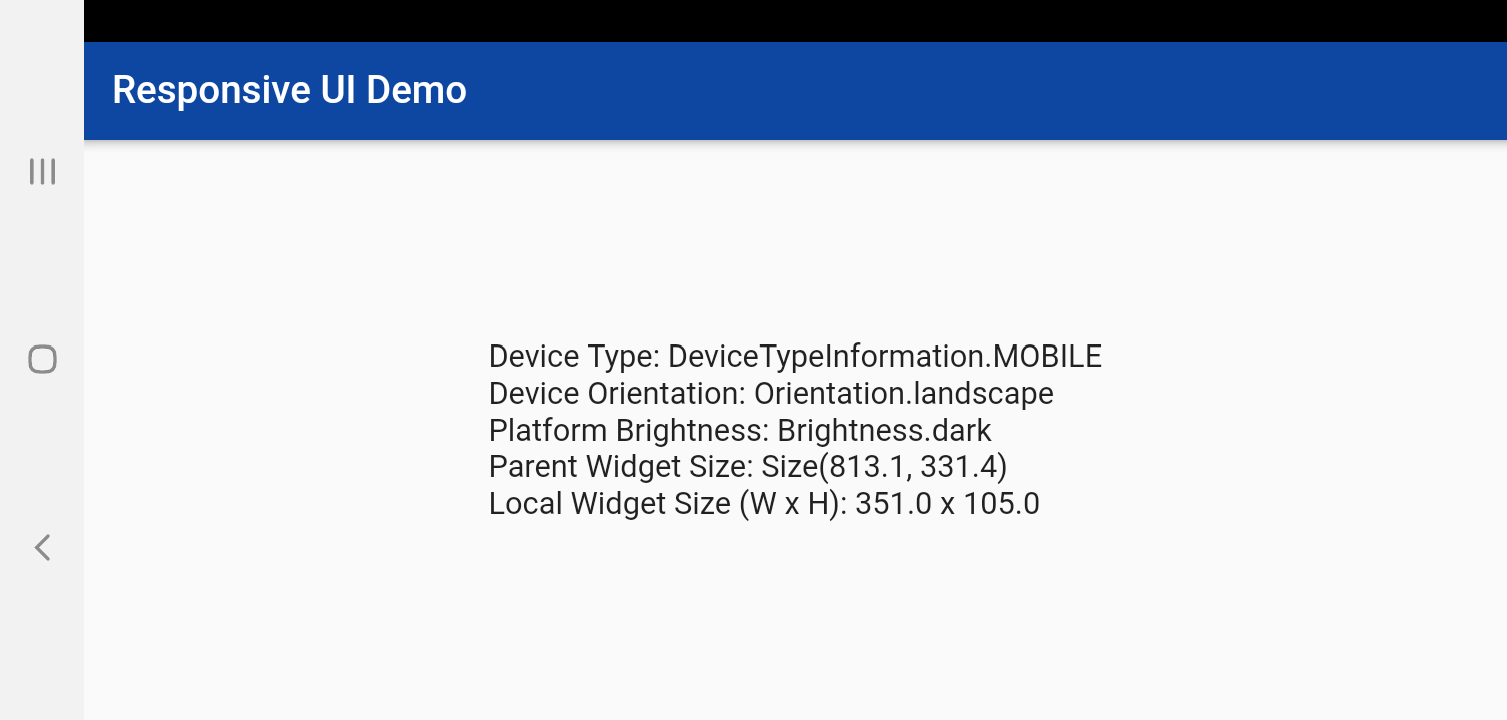 Responsive UI Demo
Device Type: DeviceTypeInformation.MOBILE
Device Orientation: Orientation.landscape
Platform Brightness: Brightness.dark
Parent Widget Size: Size(813.1, 331.4)
Local Widget Size (W x H): 351.0 x 105.0